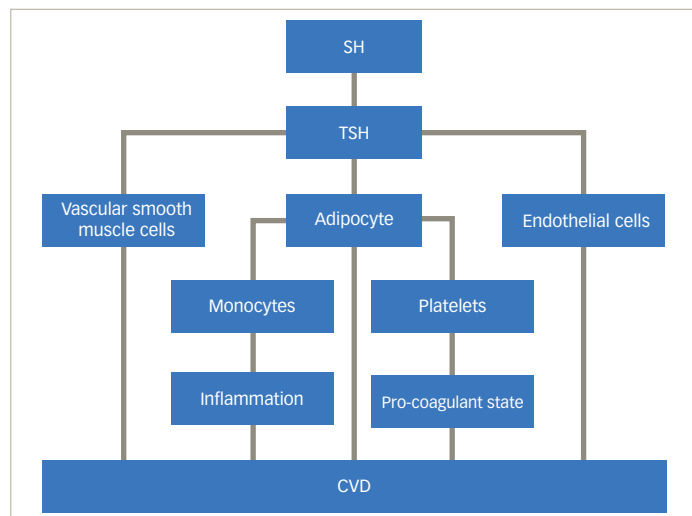 SH
TSH
Vascular smooth
muscle cells
Adipocyte
Endothelial cells
Monocytes
Platelets
Inflammation
Pro-coagulant state
CVD